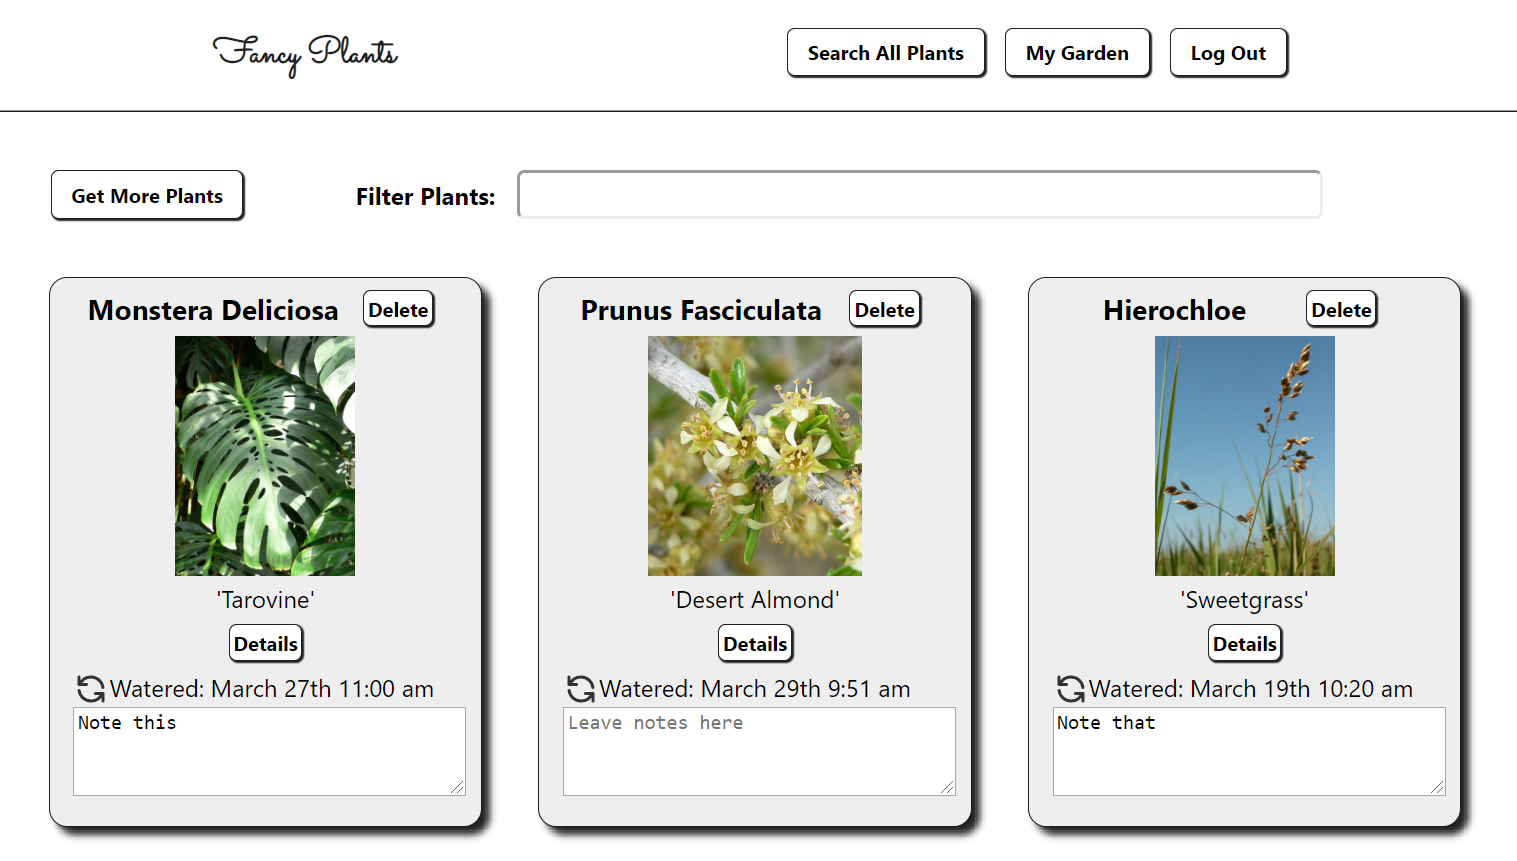 Fancy Plants
Search All Plants
My Garden
Log Out
Get More Plants
Filter Plants:
Monstera Deliciosa
Delete
'Tarovine'
Details
Watered: March 27th 11:00 am
Note this
Prunus Fasciculata
Delete
'Desert Almond'
Details
Watered: March 29th 9:51 am
Leave notes here
Hierochloe
Delete
'Sweetgrass'
Details
Watered: March 19th 10:20 am
Note that